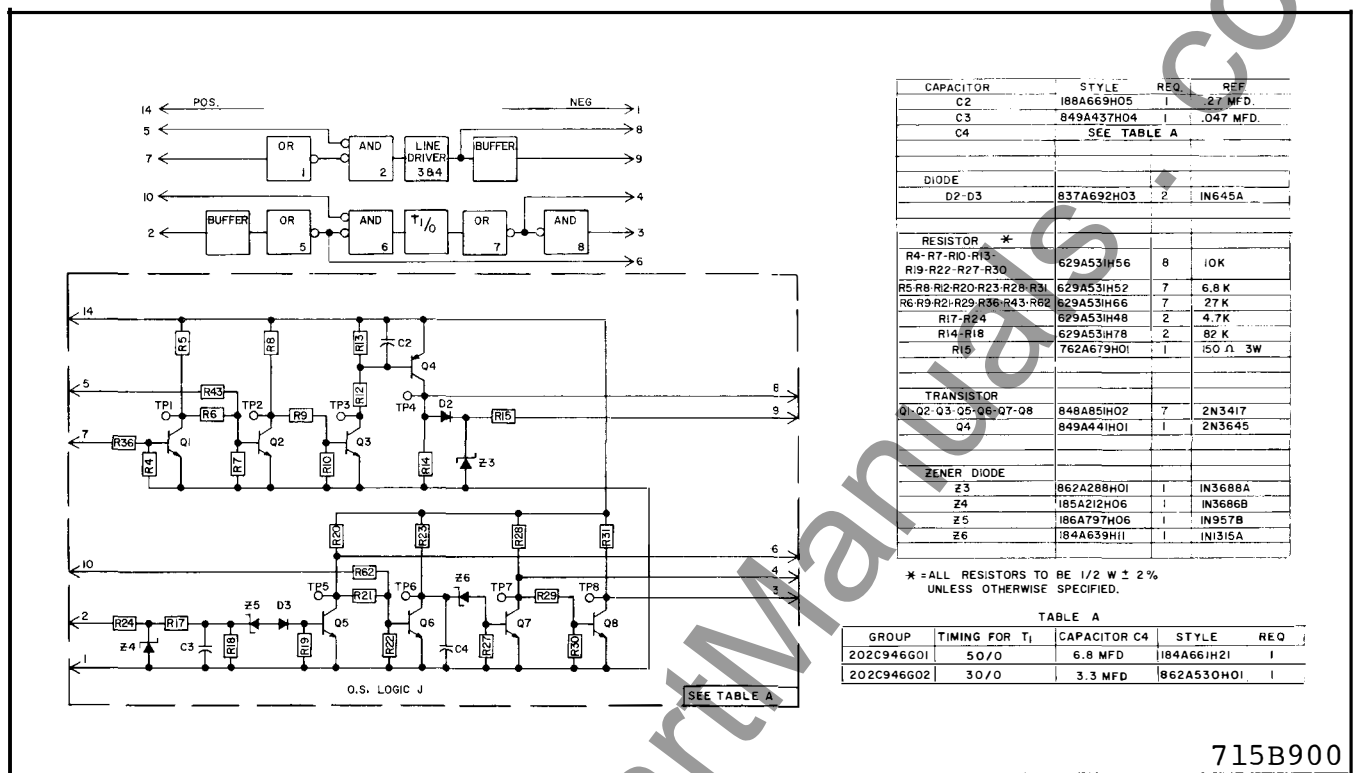 14 POS. NEG 1
5 8
7 OR 1 AND 2 LINE DRIVER 3&4 BUFFER 9
10 4
2 BUFFER OR 5 AND 6 T1/0 OR 7 AND 8 3
6
14
R5 R8 R13 C2 Q4
5 R43 R12 8
TP1 R6 TP2 R9 TP3 TP4 D2 R15 9
7 R36 R4 Q1 R7 Q2 R10 Q3 R14 Z3
R20 R23 R28 R31
6
10 R62 4
TP5 R21 TP6 Z6 TP7 R29 TP8 3
2 R24 R17 Z5 D3 Q5 Q6 Q7 Q8
Z4 C3 R18 R19 R22 C4 R27 R30
1
O.S. LOGIC J
SEE TABLE A
CAPACITOR STYLE REQ. REF
C2 188A669H05 1 .27 MFD.
C3 849A437H04 1 .047 MFD.
C4 SEE TABLE A
DIODE
D2-D3 837A692H03 2 IN645A
RESISTOR *
R4-R7-R10-R13-
R19-R22-R27-R30 629A531H56 8 10K
R5-R8-R12-R20-R23-R28-R31 629A531H52 7 6.8 K
R6-R9-R21-R29-R36-R43-R62 629A531H66 7 27 K
R17-R24 629A531H48 2 4.7K
R14-R18 629A531H78 2 82 K
R15 762A679H01 1 150 Ω 3W
TRANSISTOR
Q1-Q2-Q3-Q5-Q6-Q7-Q8 848A851H02 7 2N3417
Q4 849A441H01 1 2N3645
ZENER DIODE
Z3 862A288H01 1 IN3688A
Z4 185A212H06 1 IN3686B
Z5 186A797H06 1 IN957B
Z6 184A639H11 1 IN1315A
* =ALL RESISTORS TO BE 1/2 W ± 2%
UNLESS OTHERWISE SPECIFIED.
TABLE A
GROUP TIMING FOR T1 CAPACITOR C4 STYLE REQ
202C946G01 50/0 6.8 MFD 184A661H21 1
202C946G02 30/0 3.3 MFD 862A530H01 1
715B900